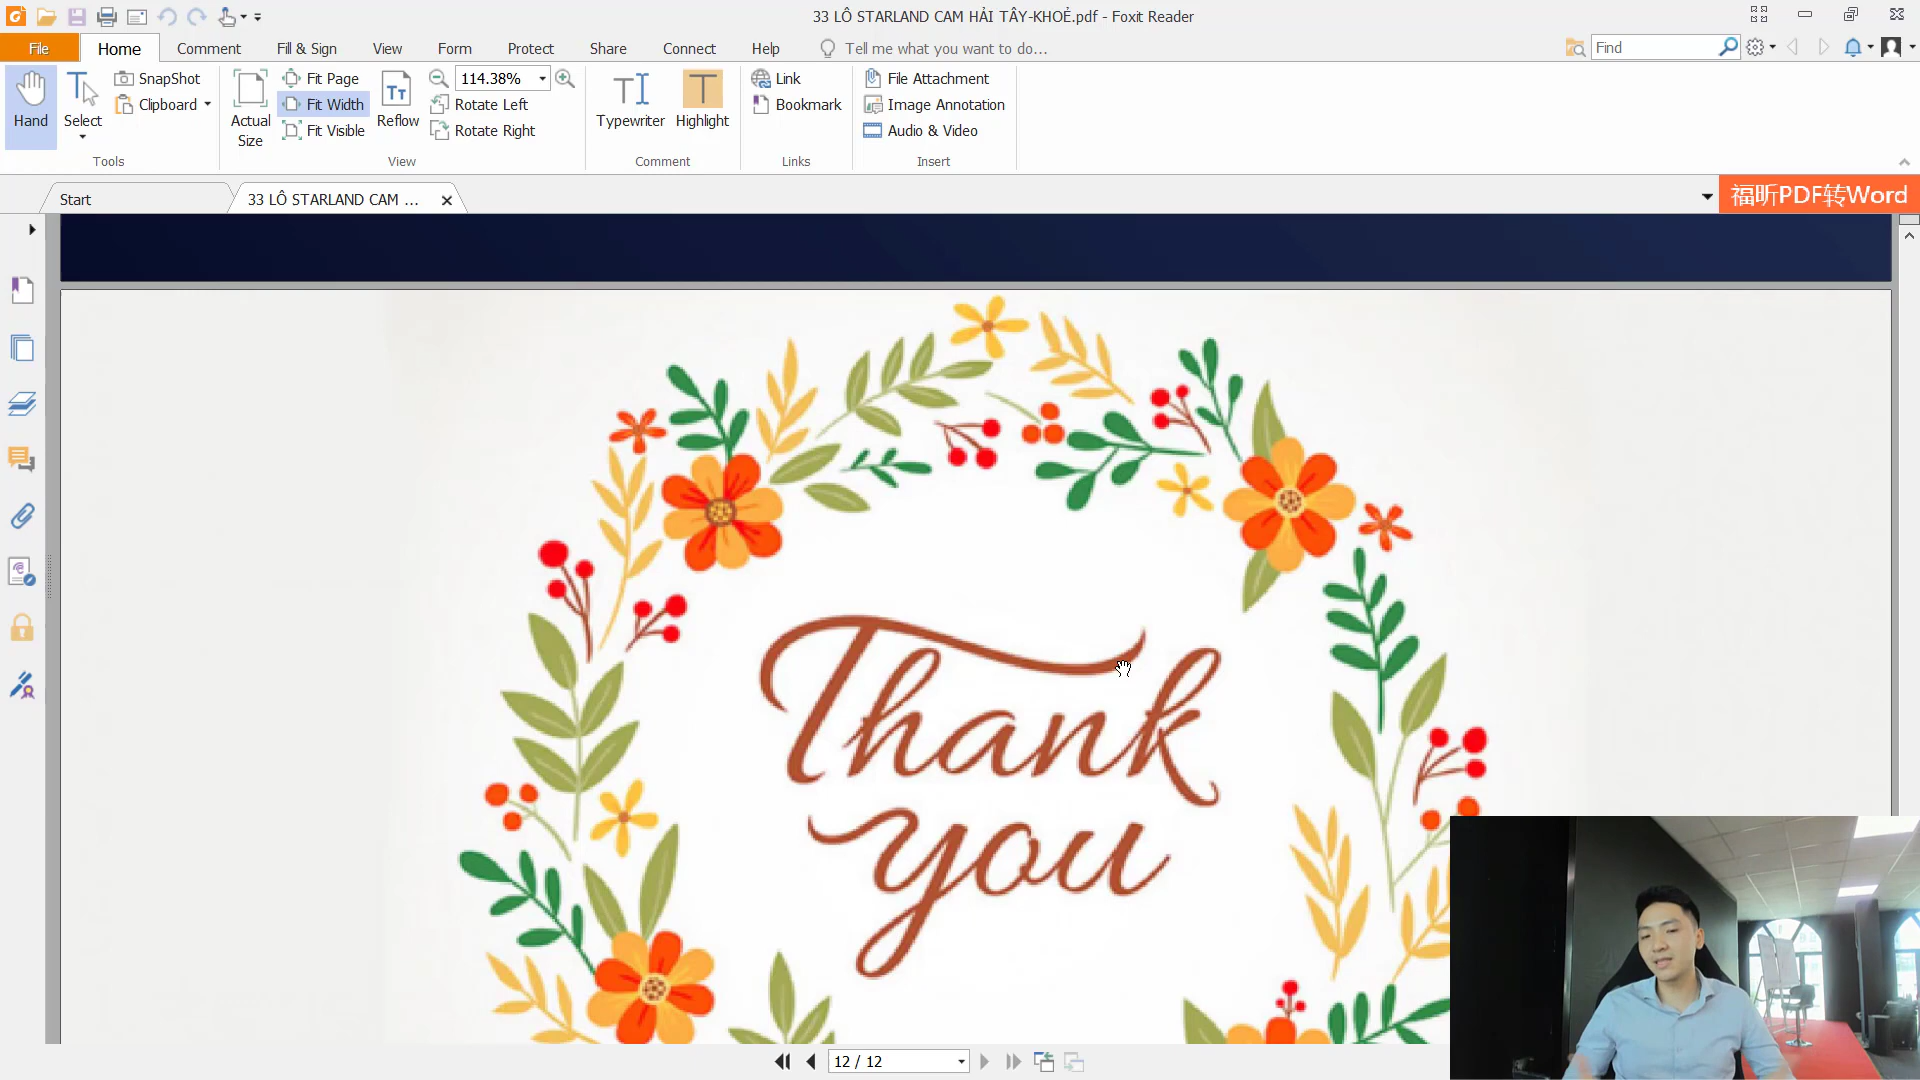 33 LÔ STARLAND CAM HẢI TÂY-KHOẺ.pdf - Foxit Reader
File Home Comment Fill & Sign View Form Protect Share Connect Help Tell me what you want to do... Find
Hand
Select
SnapShot
Clipboard
Tools
Actual Size
Fit Page
Fit Width
Fit Visible
Reflow
114.38%
Rotate Left
Rotate Right
View
Typewriter
Highlight
Comment
Link
Bookmark
Links
File Attachment
Image Annotation
Audio & Video
Insert
Start
33 LÔ STARLAND CAM ...
福昕PDF转Word
Thank
you
12 / 12